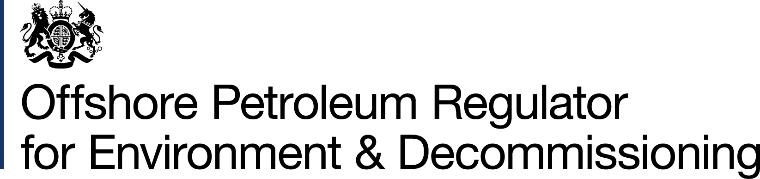 Offshore Petroleum Regulator
for Environment & Decommissioning